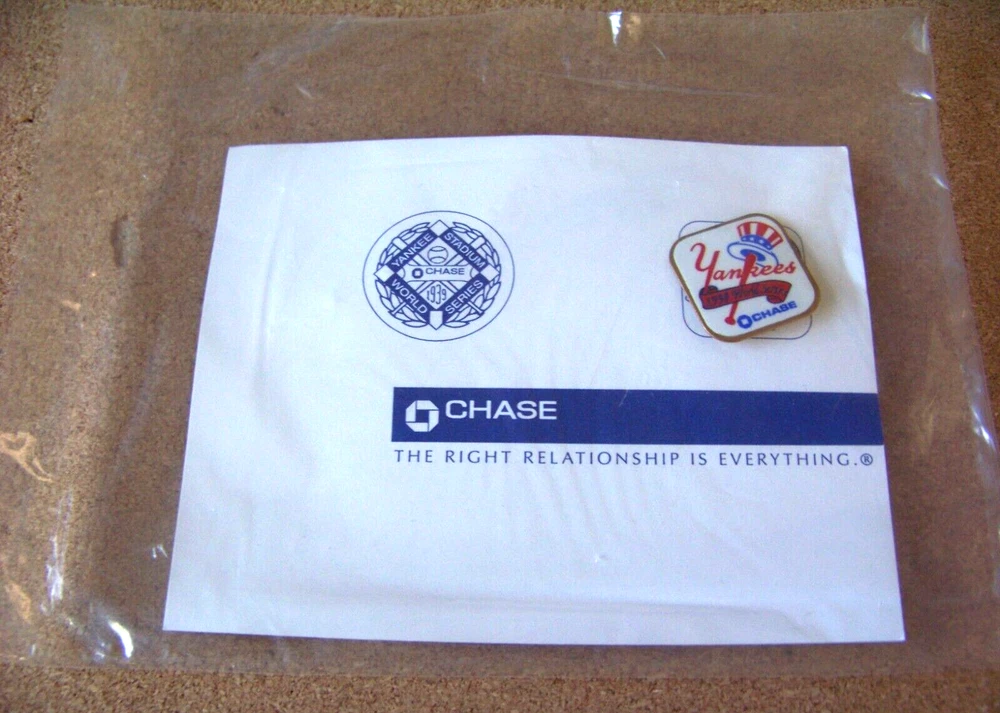 YANKEE STADIUM
CHASE
1939
WORLD SERIES
Yankees
CHASE
CHASE
THE RIGHT RELATIONSHIP IS EVERYTHING.®